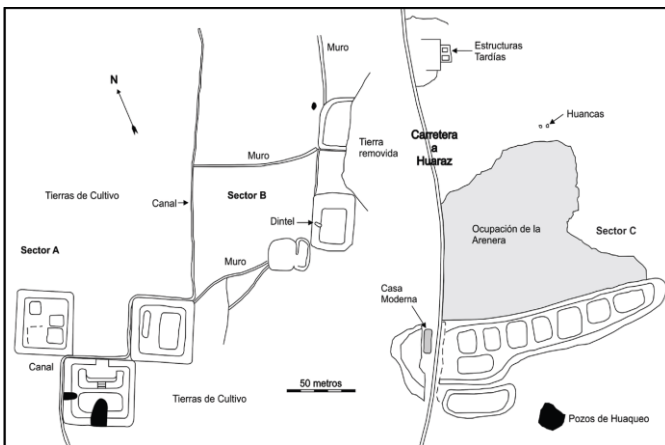 Muro
Estructuras
Tardías
N
Huancas
Carretera
a
Huaraz
Tierra
removida
Muro
Tierras de Cultivo
Canal
Sector B
Dintel
Ocupación de la
Arenera
Sector C
Sector A
Muro
Casa
Moderna
Canal
50 metros
Tierras de Cultivo
Pozos de Huaqueo